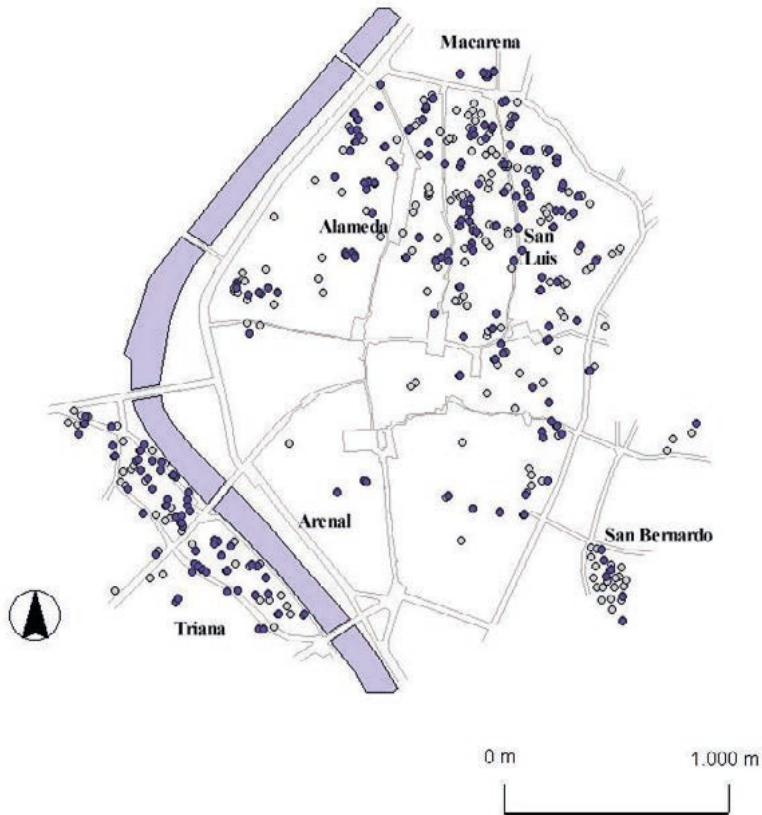 Macarena
Alameda
San
Luis
Arenal
San Bernardo
Triana
0 m
1.000 m